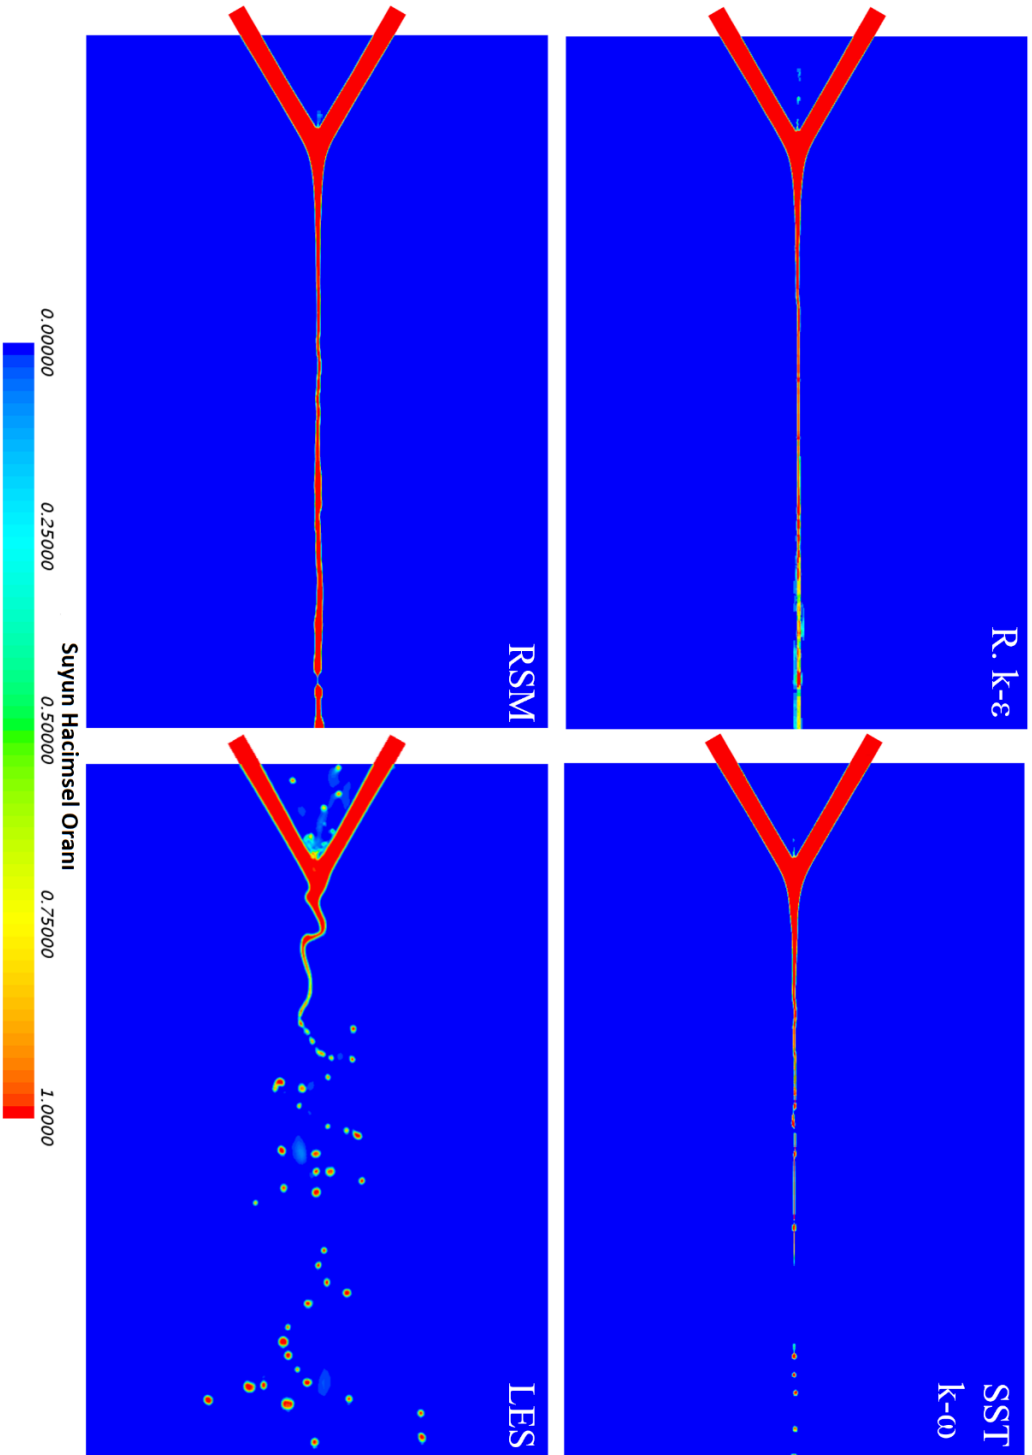 R. k-ε
SST
k-ω
RSM
LES
0.00000
0.25000
0.50000
0.75000
1.0000
Suyun Hacimsel Oranı